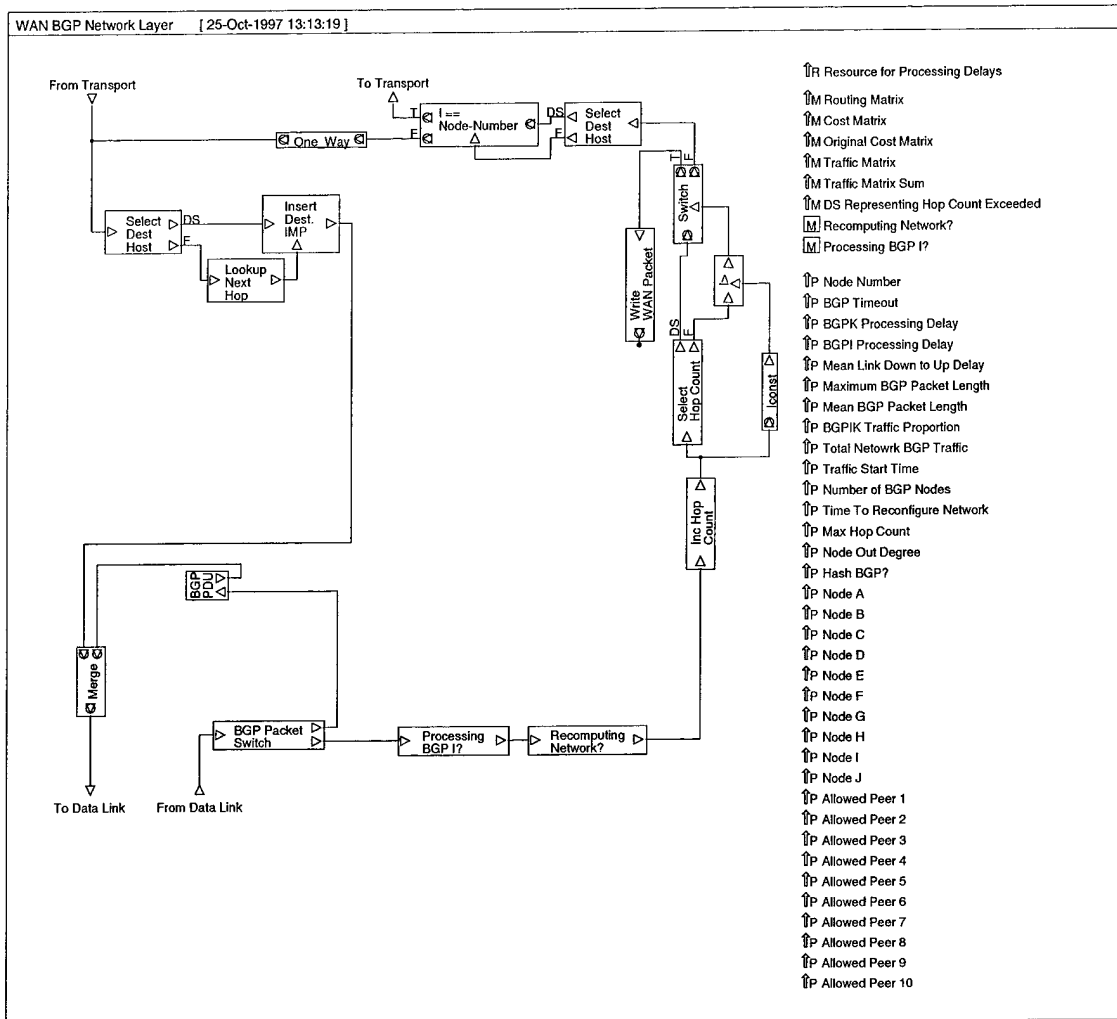 WAN BGP Network Layer [ 25-Oct-1997 13:13:19 ]
From Transport
To Transport
T
F
I ==
Node-Number
DS
F
Select
Dest
Host
One_Way
T
F
Switch
Select
Dest
Host
DS
F
Insert
Dest.
IMP
Lookup
Next
Hop
Write
WAN Packet
DS
F
Select
Hop Count
Iconst
Inc Hop
Count
BGP
PDU
Merge
BGP Packet
Switch
Processing
BGP I?
Recomputing
Network?
To Data Link
From Data Link
⇑R Resource for Processing Delays
⇑M Routing Matrix
⇑M Cost Matrix
⇑M Original Cost Matrix
⇑M Traffic Matrix
⇑M Traffic Matrix Sum
⇑M DS Representing Hop Count Exceeded
M Recomputing Network?
M Processing BGP I?
⇑P Node Number
⇑P BGP Timeout
⇑P BGPK Processing Delay
⇑P BGPI Processing Delay
⇑P Mean Link Down to Up Delay
⇑P Maximum BGP Packet Length
⇑P Mean BGP Packet Length
⇑P BGPIK Traffic Proportion
⇑P Total Netowrk BGP Traffic
⇑P Traffic Start Time
⇑P Number of BGP Nodes
⇑P Time To Reconfigure Network
⇑P Max Hop Count
⇑P Node Out Degree
⇑P Hash BGP?
⇑P Node A
⇑P Node B
⇑P Node C
⇑P Node D
⇑P Node E
⇑P Node F
⇑P Node G
⇑P Node H
⇑P Node I
⇑P Node J
⇑P Allowed Peer 1
⇑P Allowed Peer 2
⇑P Allowed Peer 3
⇑P Allowed Peer 4
⇑P Allowed Peer 5
⇑P Allowed Peer 6
⇑P Allowed Peer 7
⇑P Allowed Peer 8
⇑P Allowed Peer 9
⇑P Allowed Peer 10